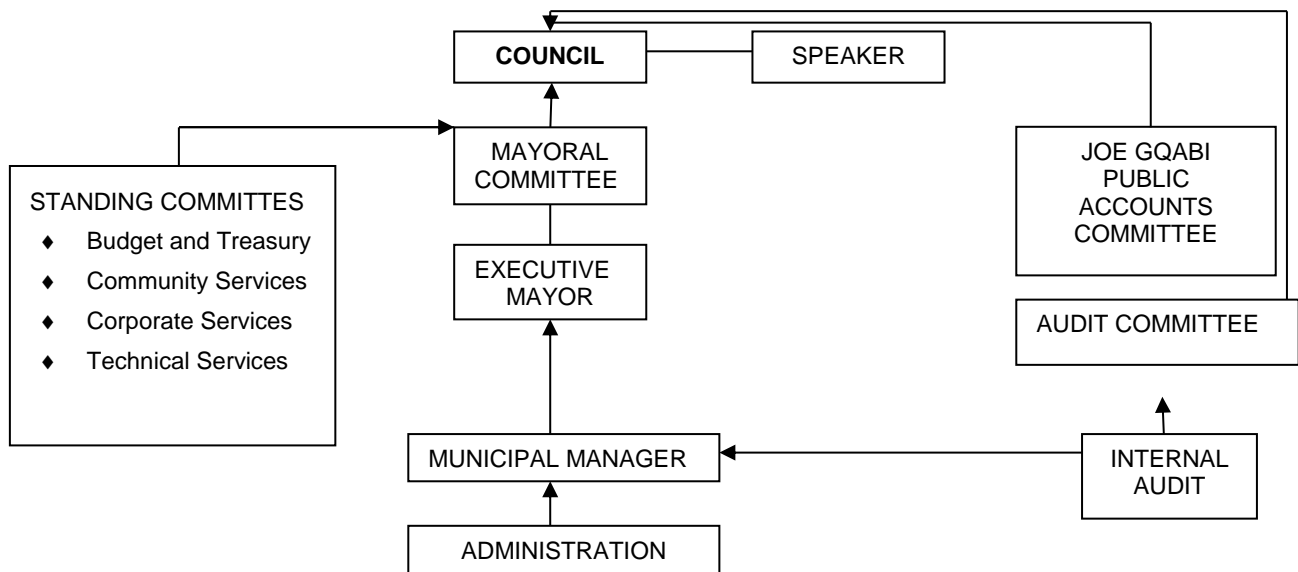 COUNCIL
SPEAKER
MAYORAL
COMMITTEE
JOE GQABI
PUBLIC
ACCOUNTS
COMMITTEE
STANDING COMMITTES
♦ Budget and Treasury
♦ Community Services
♦ Corporate Services
♦ Technical Services
EXECUTIVE
MAYOR
AUDIT COMMITTEE
MUNICIPAL MANAGER
INTERNAL
AUDIT
ADMINISTRATION